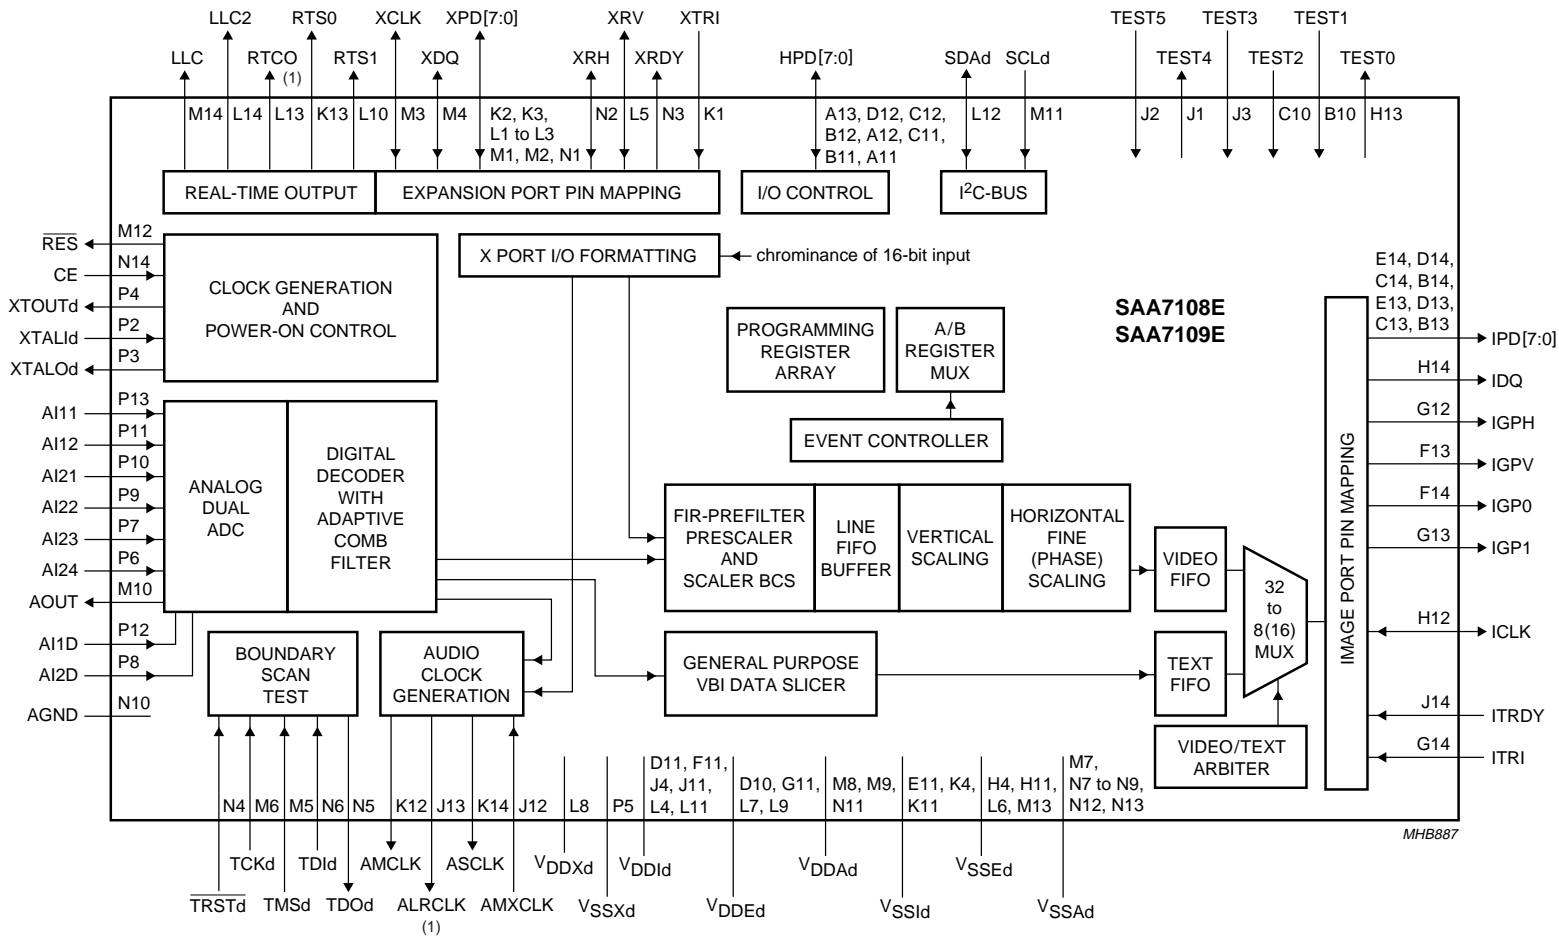 LLC2 RTS0 XCLK XPD[7:0] XRV XTRI TEST5 TEST3 TEST1
LLC RTCO RTS1 XDQ XRH XRDY HPD[7:0] SDAd SCLd TEST4 TEST2 TEST0
(1)
M14 L14 L13 K13 L10 M3 M4 K2, K3, N2 L5 N3 K1 A13, D12, C12, L12 M11 J2 J1 J3 C10 B10 H13
L1 to L3 B12, A12, C11,
M1, M2, N1 B11, A11
REAL-TIME OUTPUT EXPANSION PORT PIN MAPPING I/O CONTROL I2C-BUS
RES M12
CE N14
XTOUTd P4
XTALId P2
XTALOd P3
CLOCK GENERATION
AND
POWER-ON CONTROL
X PORT I/O FORMATTING chrominance of 16-bit input
PROGRAMMING
REGISTER
ARRAY
A/B
REGISTER
MUX
EVENT CONTROLLER
SAA7108E
SAA7109E
E14, D14,
C14, B14,
E13, D13,
C13, B13
IPD[7:0]
H14 IDQ
G12 IGPH
F13 IGPV
F14 IGP0
G13 IGP1
H12 ICLK
J14 ITRDY
G14 ITRI
IMAGE PORT PIN MAPPING
AI11 P13
AI12 P11
AI21 P10
AI22 P9
AI23 P7
AI24 P6
AOUT M10
AI1D P12
AI2D P8
AGND N10
ANALOG
DUAL
ADC
DIGITAL
DECODER
WITH
ADAPTIVE
COMB
FILTER
FIR-PREFILTER
PRESCALER
AND
SCALER BCS
LINE
FIFO
BUFFER
VERTICAL
SCALING
HORIZONTAL
FINE
(PHASE)
SCALING
VIDEO
FIFO
32
to
8(16)
MUX
BOUNDARY
SCAN
TEST
AUDIO
CLOCK
GENERATION
GENERAL PURPOSE
VBI DATA SLICER
TEXT
FIFO
VIDEO/TEXT
ARBITER
N4 M6 M5 N6 N5 K12 J13 K14 J12 L8 P5
D11, F11,
J4, J11,
L4, L11
D10, G11,
L7, L9
M8, M9,
N11
E11, K4,
K11
H4, H11,
L6, M13
M7,
N7 to N9,
N12, N13
MHB887
TCKd TDId AMCLK ASCLK VDDXd VDDId VDDAd VSSEd
TRSTd TMSd TDOd ALRCLK AMXCLK VSSXd VDDEd VSSId VSSAd
(1)